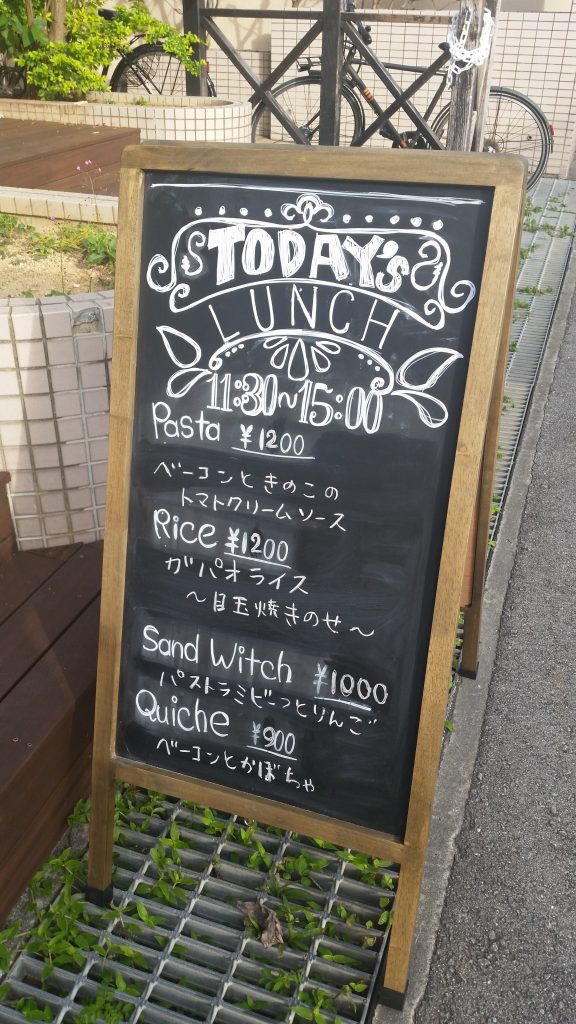 TODAY's
LUNCH
11:30〜15:00
Pasta ¥1200
ベーコンときのこの
トマトクリームソース
Rice ¥1200
ガパオライス
〜目玉焼きのせ〜
Sand Witch ¥1000
パストラミビーフとりんご
Quiche ¥900
ベーコンとかぼちゃ